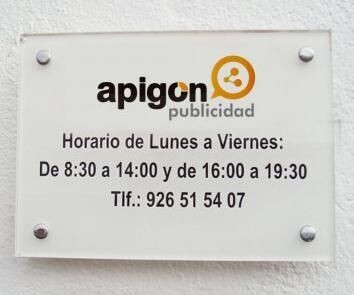 apigon
publicidad
Horario de Lunes a Viernes:
De 8:30 a 14:00 y de 16:00 a 19:30
Tlf.: 926 51 54 07